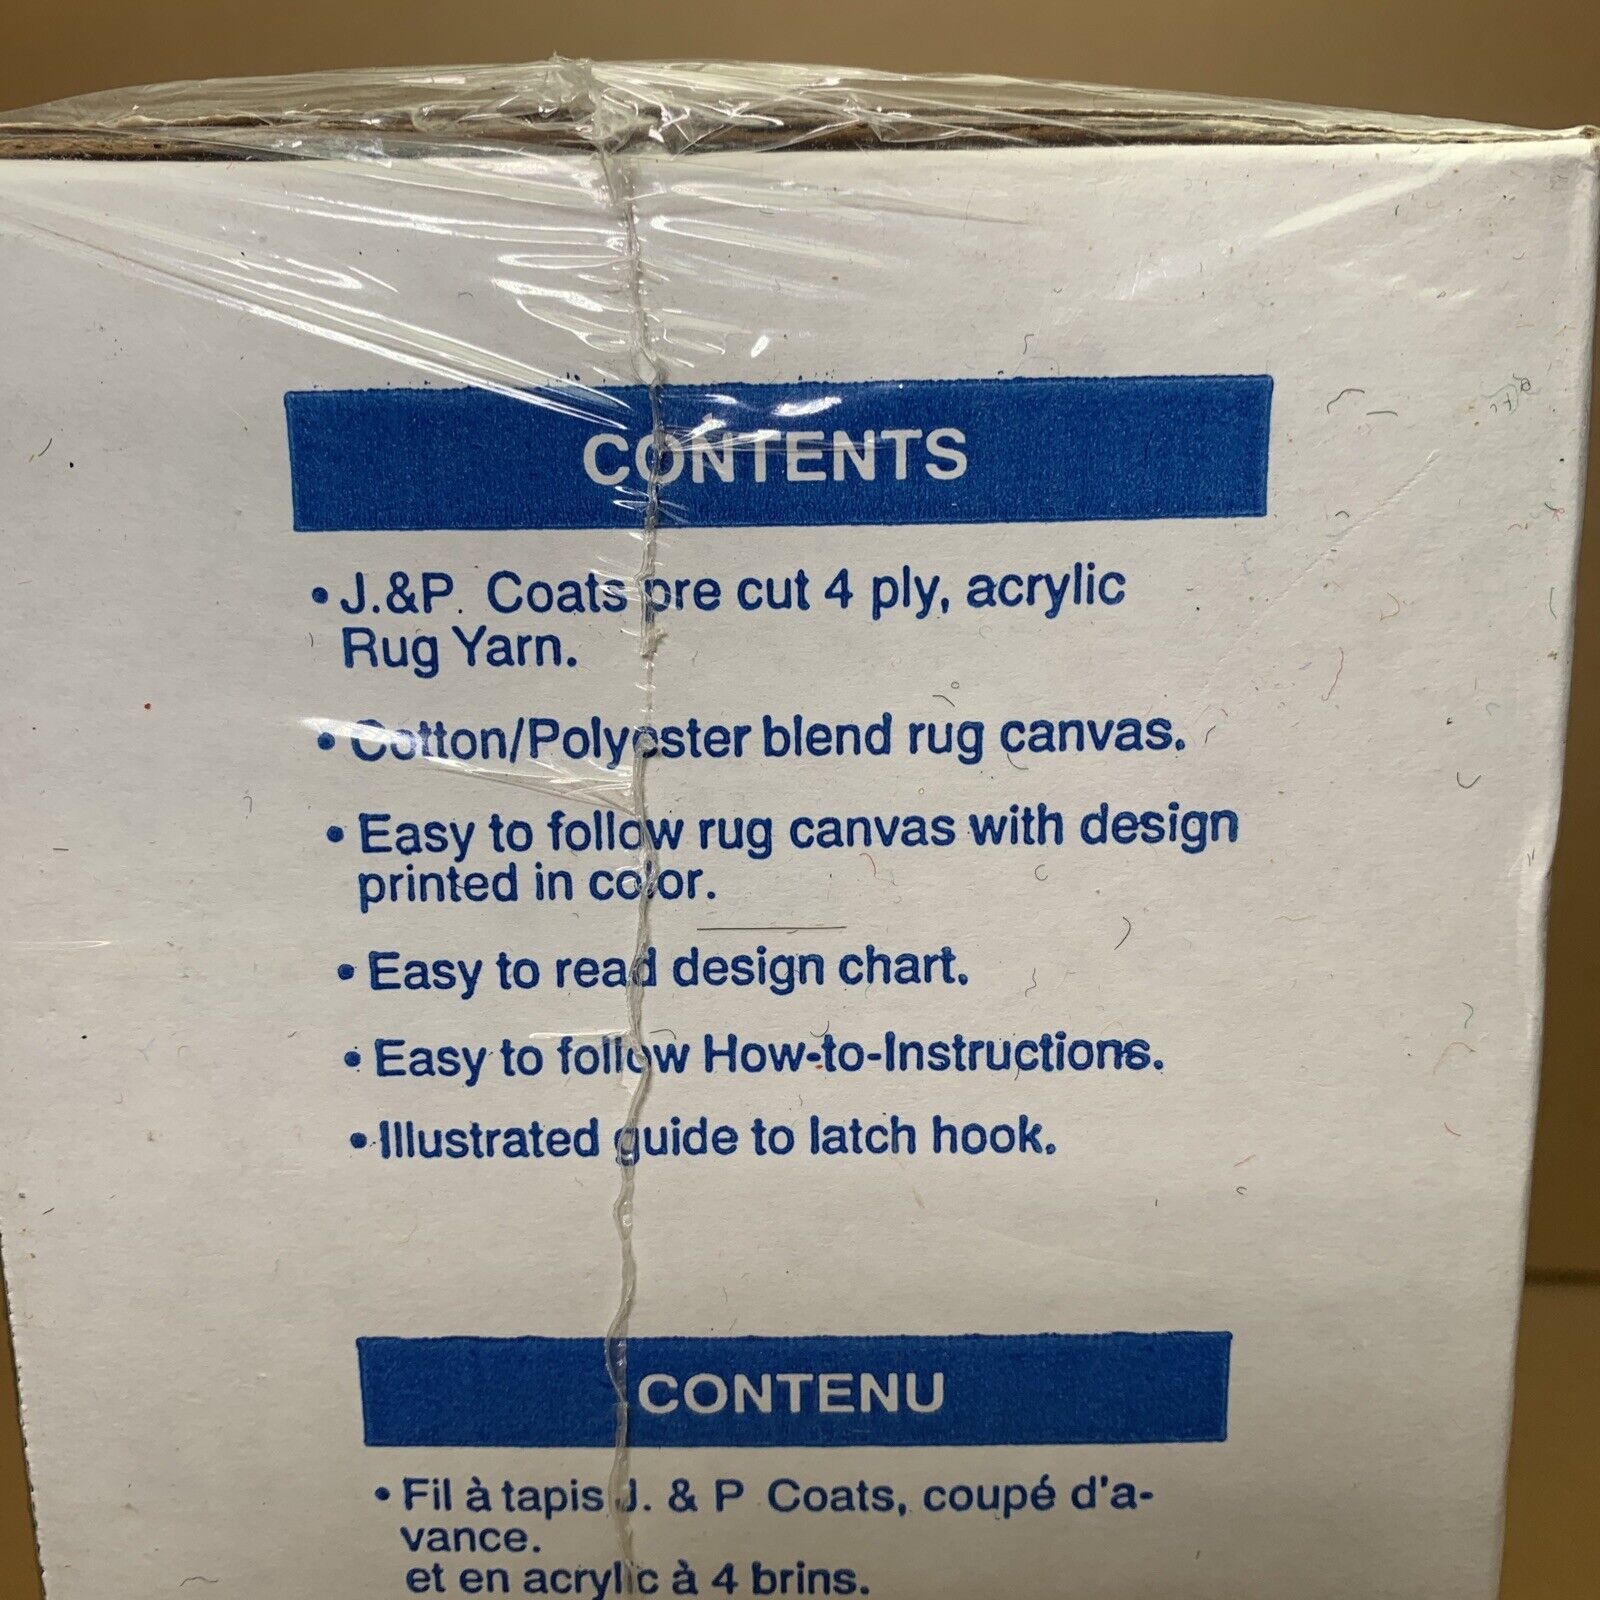 CONTENTS
• J.&P. Coats pre cut 4 ply, acrylic
Rug Yarn.
• Cotton/Polyester blend rug canvas.
• Easy to follow rug canvas with design
printed in color.
• Easy to read design chart.
• Easy to follow How-to-Instructions.
• Illustrated guide to latch hook.
CONTENU
• Fil à tapis J. & P Coats, coupé d'a-
vance.
et en acrylic à 4 brins.